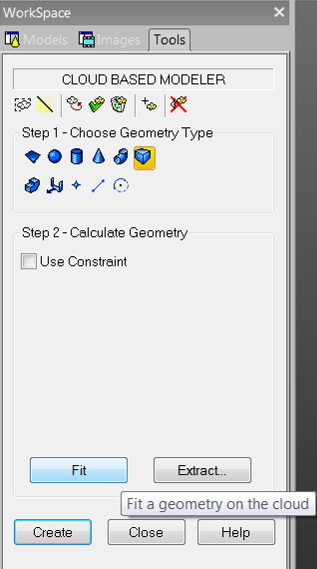 WorkSpace
Models Images Tools
CLOUD BASED MODELER
Step 1 - Choose Geometry Type
Step 2 - Calculate Geometry
Use Constraint
Fit Extract...
Fit a geometry on the cloud
Create Close Help